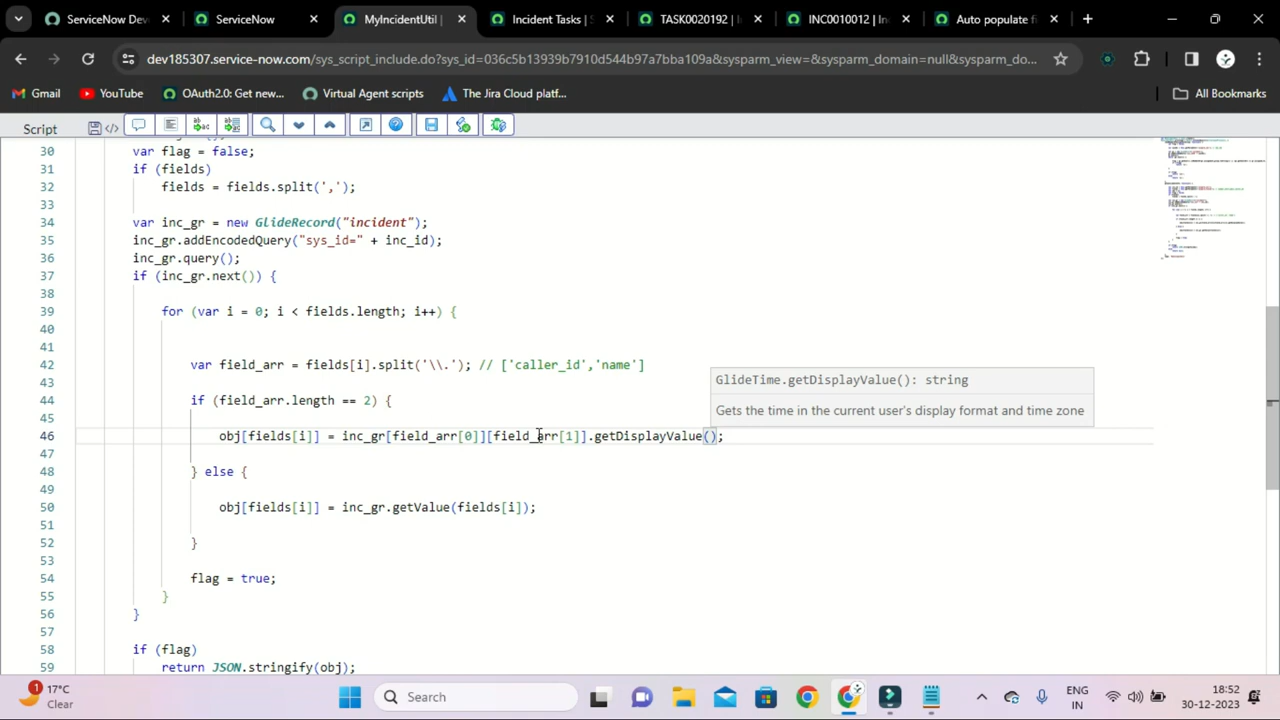 ServiceNow Dev
ServiceNow
MyIncidentUtil |
Incident Tasks | S
TASK0020192 |
INC0010012 | In
Auto populate fi
dev185307.service-now.com/sys_script_include.do?sys_id=036c5b13939b7910d544b97a7bba109a&sysparm_view=&sysparm_domain=null&sysparm_do...
Gmail
YouTube
OAuth2.0: Get new...
Virtual Agent scripts
The Jira Cloud platf...
All Bookmarks
Script
30 var flag = false;
31 if (fields)
32 fields = fields.split(',');
33
34 var inc_gr = new GlideRecord("incident");
35 inc_gr.addEncodedQuery("sys_id=" + inc_id);
36 inc_gr.query();
37 if (inc_gr.next()) {
38
39 for (var i = 0; i < fields.length; i++) {
40
41
42 var field_arr = fields[i].split('\\.'); // ['caller_id','name']
43
GlideTime.getDisplayValue(): string
44 if (field_arr.length == 2) {
Gets the time in the current user's display format and time zone
45
46 obj[fields[i]] = inc_gr[field_arr[0]][field_arr[1]].getDisplayValue();
47
48 } else {
49
50 obj[fields[i]] = inc_gr.getValue(fields[i]);
51
52 }
53
54 flag = true;
55 }
56 }
57
58 if (flag)
59 return JSON.stringify(obj);
1
17°C
Clear
Search
ENG
IN
18:52
30-12-2023